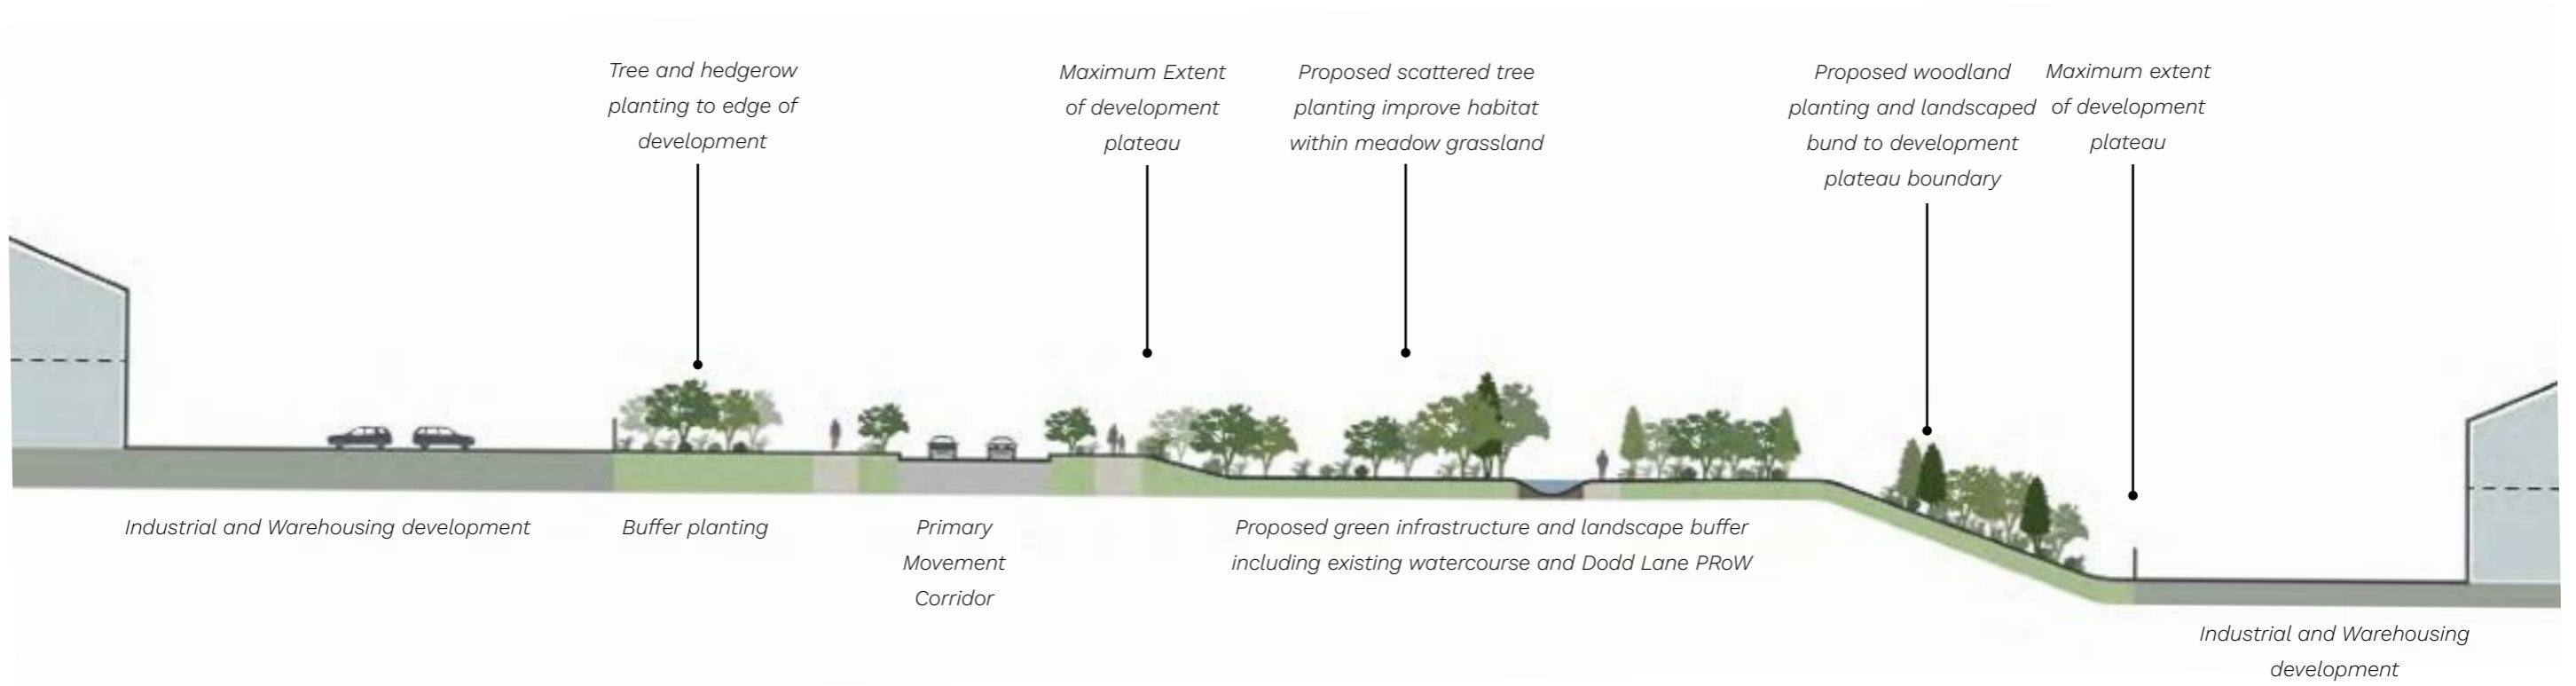 Tree and hedgerow
planting to edge of
development
Maximum Extent
of development
plateau
Proposed scattered tree
planting improve habitat
within meadow grassland
Proposed woodland
planting and landscaped
bund to development
plateau boundary
Maximum extent
of development
plateau
Industrial and Warehousing development
Buffer planting
Primary
Movement
Corridor
Proposed green infrastructure and landscape buffer
including existing watercourse and Dodd Lane PRoW
Industrial and Warehousing
development